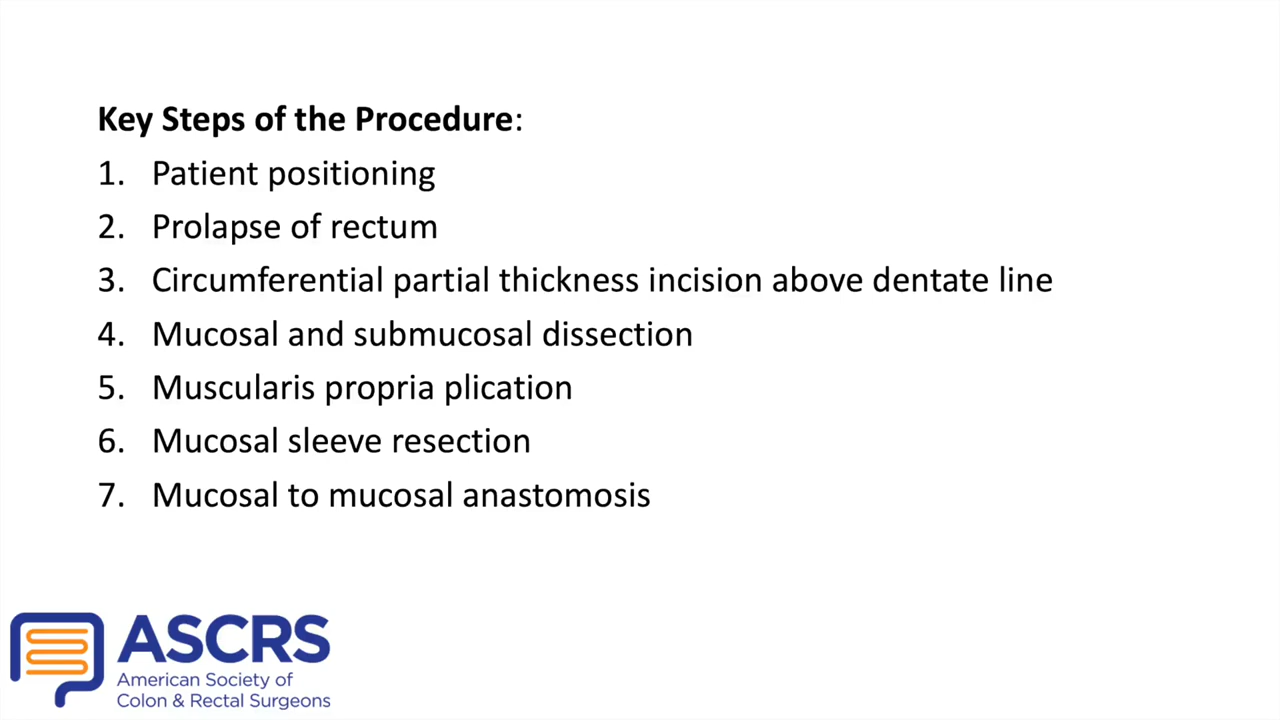 Key Steps of the Procedure:
1. Patient positioning
2. Prolapse of rectum
3. Circumferential partial thickness incision above dentate line
4. Mucosal and submucosal dissection
5. Muscularis propria plication
6. Mucosal sleeve resection
7. Mucosal to mucosal anastomosis
ASCRS
American Society of
Colon & Rectal Surgeons